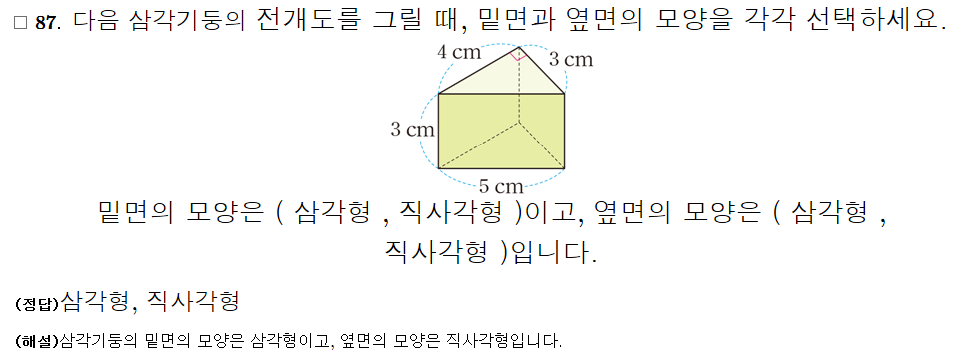 □ 87. 다음 삼각기둥의 전개도를 그릴 때, 밑면과 옆면의 모양을 각각 선택하세요.
4 cm
3 cm
3 cm
5 cm
밑면의 모양은 ( 삼각형 , 직사각형 )이고, 옆면의 모양은 ( 삼각형 ,
직사각형 )입니다.
(정답)삼각형, 직사각형
(해설)삼각기둥의 밑면의 모양은 삼각형이고, 옆면의 모양은 직사각형입니다.